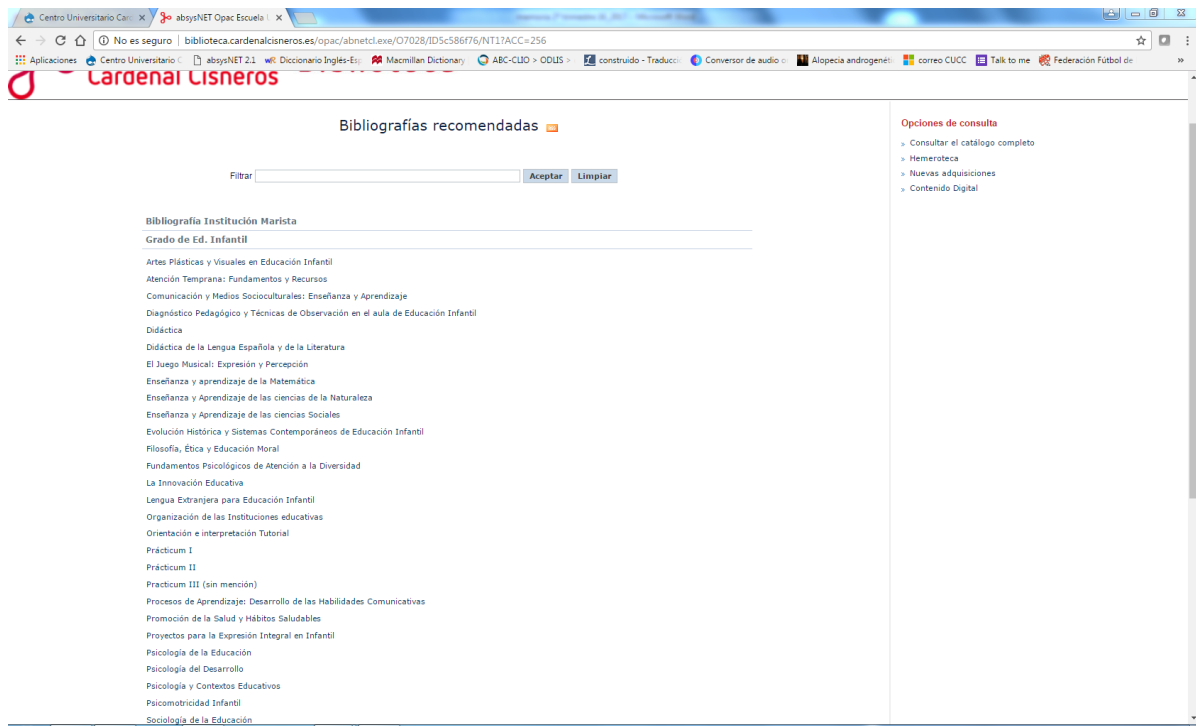 Centro Universitario Car
absysNET Opac Escuela
No es seguro | biblioteca.cardenalcisneros.es/opac/abnetcl.exe/O7028/ID5c586f76/NT1?ACC=256
Aplicaciones Centro Universitario C absysNET 2.1 WR Diccionario Inglés-Es Macmillan Dictionary ABC-CLIO > ODLIS > construido - Traducci Conversor de audio o Alopecia androgenéti correo CUCC Talk to me Federación Fútbol de »
Cardenal Cisneros
Bibliografías recomendadas
Filtrar Aceptar Limpiar
Bibliografía Institución Marista
Grado de Ed. Infantil
Artes Plásticas y Visuales en Educación Infantil
Atención Temprana: Fundamentos y Recursos
Comunicación y Medios Socioculturales: Enseñanza y Aprendizaje
Diagnóstico Pedagógico y Técnicas de Observación en el aula de Educación Infantil
Didáctica
Didáctica de la Lengua Española y de la Literatura
El Juego Musical: Expresión y Percepción
Enseñanza y aprendizaje de la Matemática
Enseñanza y Aprendizaje de las ciencias de la Naturaleza
Enseñanza y Aprendizaje de las ciencias Sociales
Evolución Histórica y Sistemas Contemporáneos de Educación Infantil
Filosofía, Ética y Educación Moral
Fundamentos Psicológicos de Atención a la Diversidad
La Innovación Educativa
Lengua Extranjera para Educación Infantil
Organización de las Instituciones educativas
Orientación e interpretación Tutorial
Prácticum I
Prácticum II
Practicum III (sin mención)
Procesos de Aprendizaje: Desarrollo de las Habilidades Comunicativas
Promoción de la Salud y Hábitos Saludables
Proyectos para la Expresión Integral en Infantil
Psicología de la Educación
Psicología del Desarrollo
Psicología y Contextos Educativos
Psicomotricidad Infantil
Sociología de la Educación
Opciones de consulta
» Consultar el catálogo completo
» Hemeroteca
» Nuevas adquisiciones
» Contenido Digital